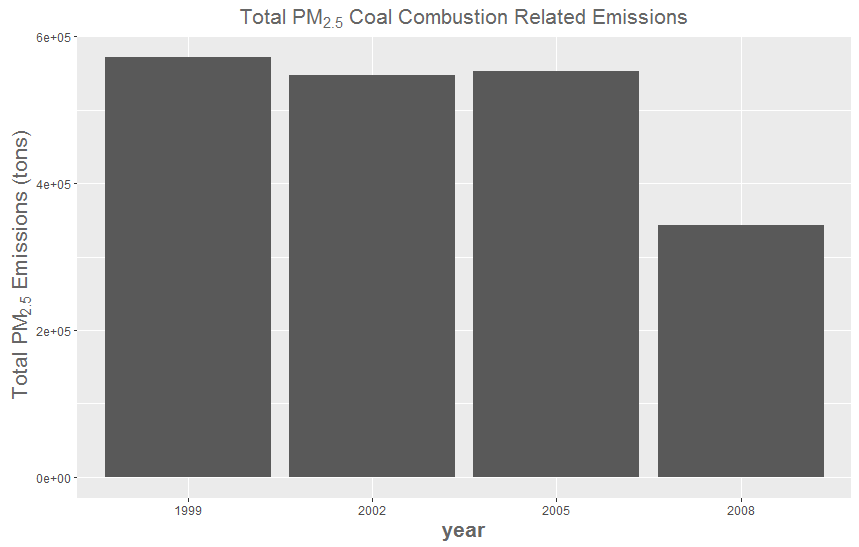 Total PM2.5 Coal Combustion Related Emissions
Total PM2.5 Emissions (tons)
6e+05
4e+05
2e+05
0e+00
1999 2002 2005 2008
year